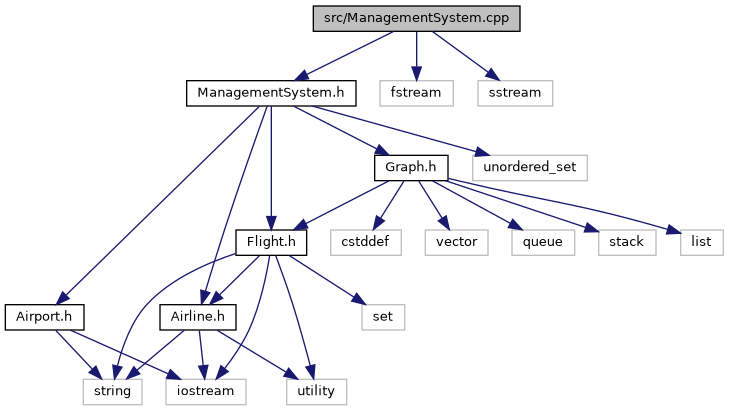 src/ManagementSystem.cpp
ManagementSystem.h
fstream
sstream
Graph.h
unordered_set
Flight.h
cstddef
vector
queue
stack
list
Airport.h
Airline.h
set
string
iostream
utility